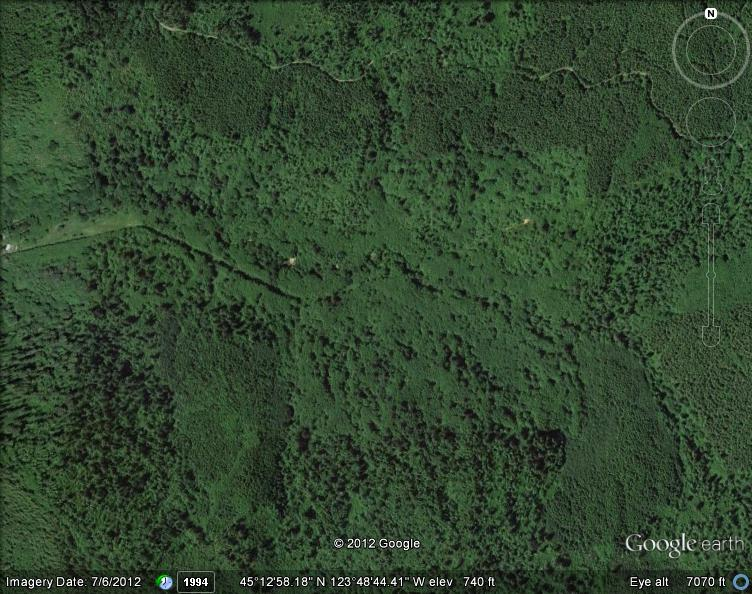 N
© 2012 Google
Google earth
Imagery Date: 7/6/2012 1994 45°12'58.18" N 123°48'44.41" W elev 740 ft Eye alt 7070 ft